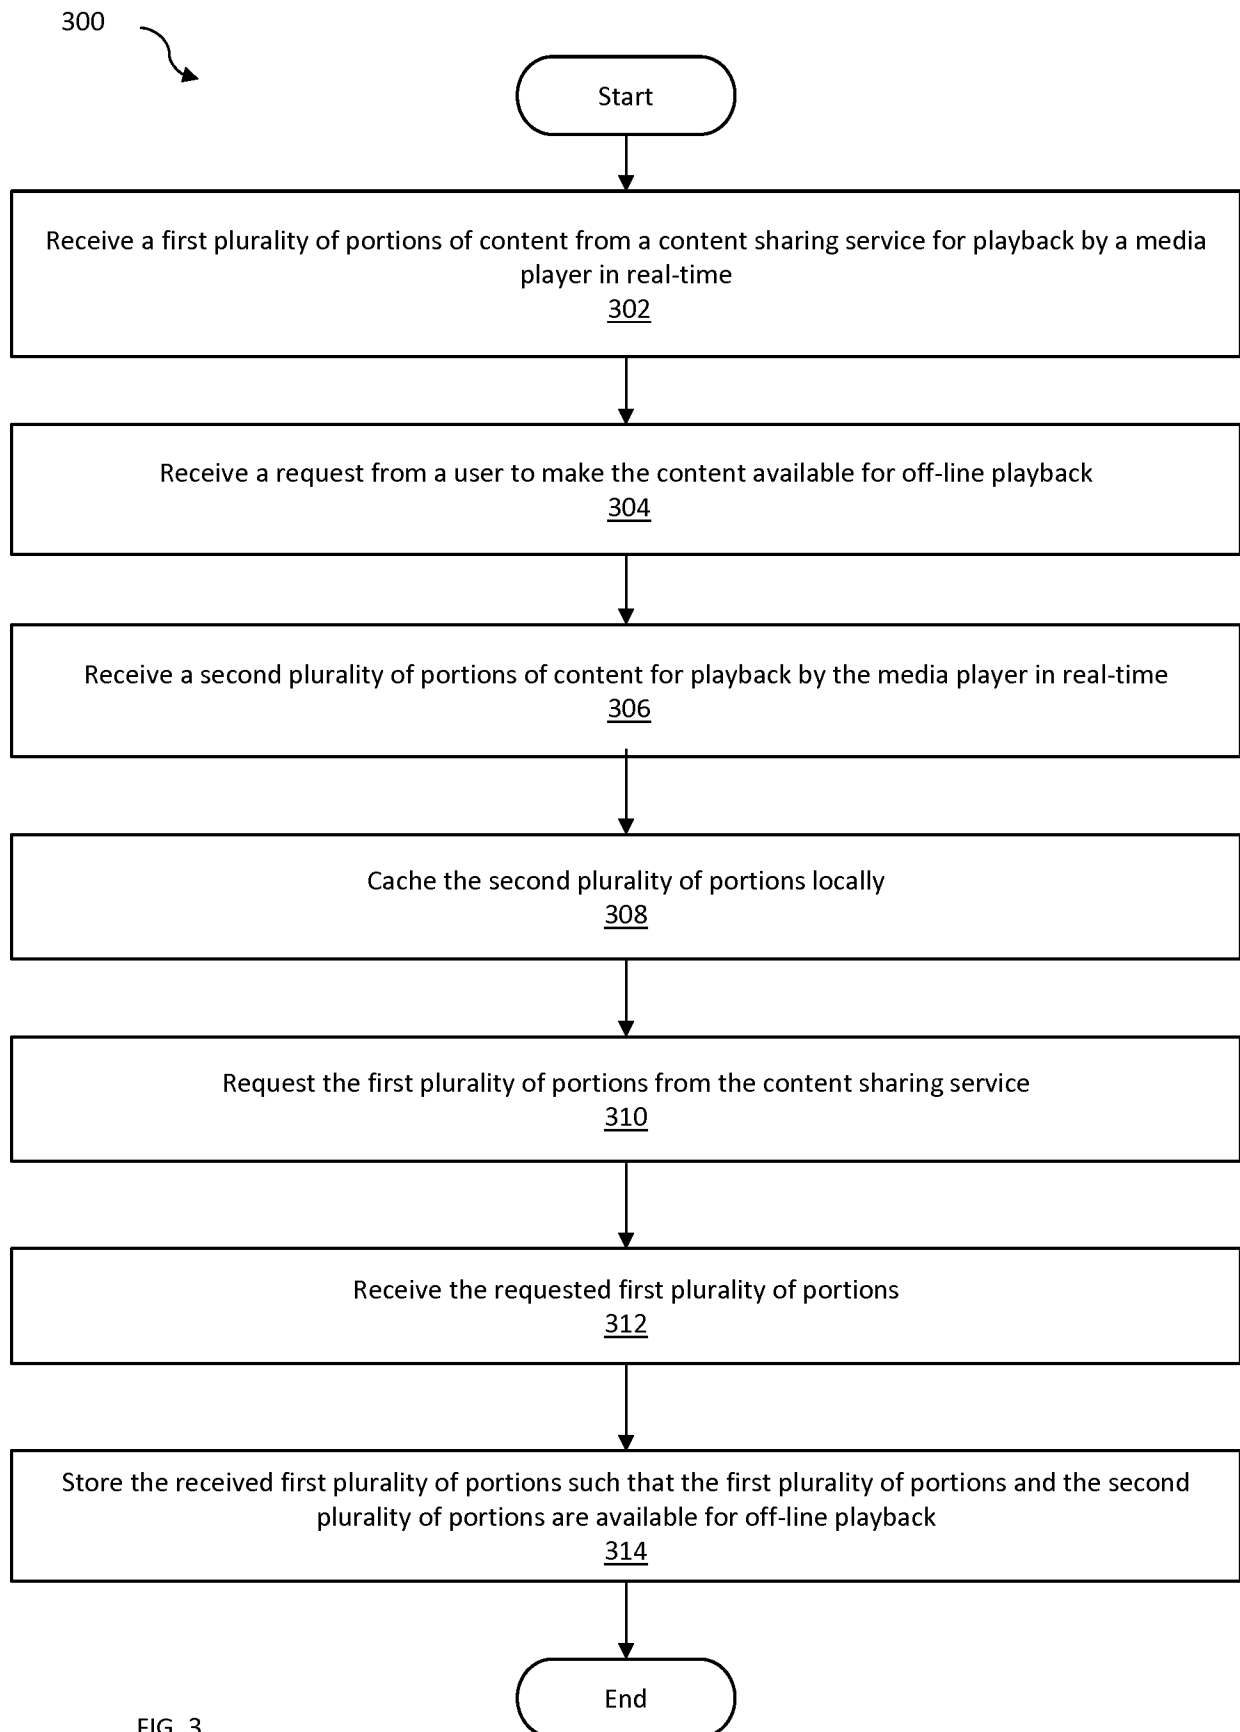 300
Start
Receive a first plurality of portions of content from a content sharing service for playback by a media
player in real-time
302
Receive a request from a user to make the content available for off-line playback
304
Receive a second plurality of portions of content for playback by the media player in real-time
306
Cache the second plurality of portions locally
308
Request the first plurality of portions from the content sharing service
310
Receive the requested first plurality of portions
312
Store the received first plurality of portions such that the first plurality of portions and the second
plurality of portions are available for off-line playback
314
End
FIG. 3